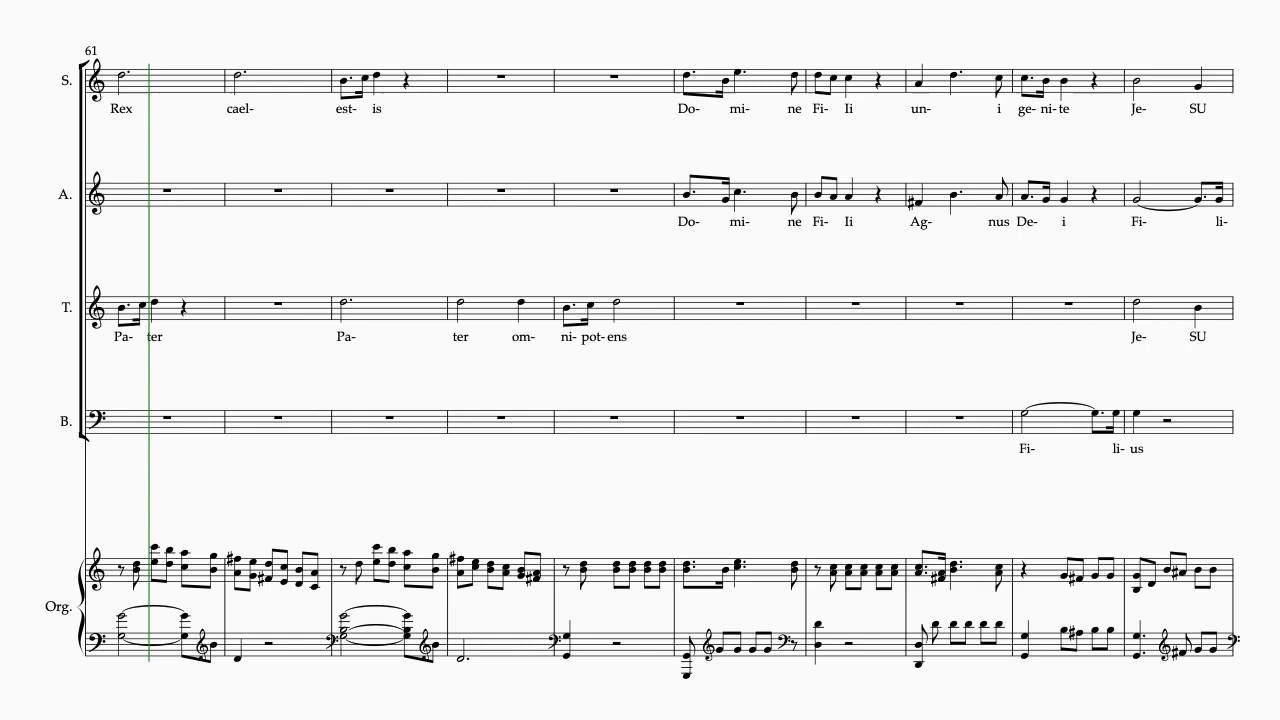 61
S.
Rex cael- est- is Do- mi- ne Fi- Ii un- i ge- ni- te Je- SU
A.
Do- mi- ne Fi- Ii Ag- nus De- i Fi- li-
T.
Pa- ter Pa- ter om- ni- pot- ens Je- SU
B.
Fi- li- us
Org.